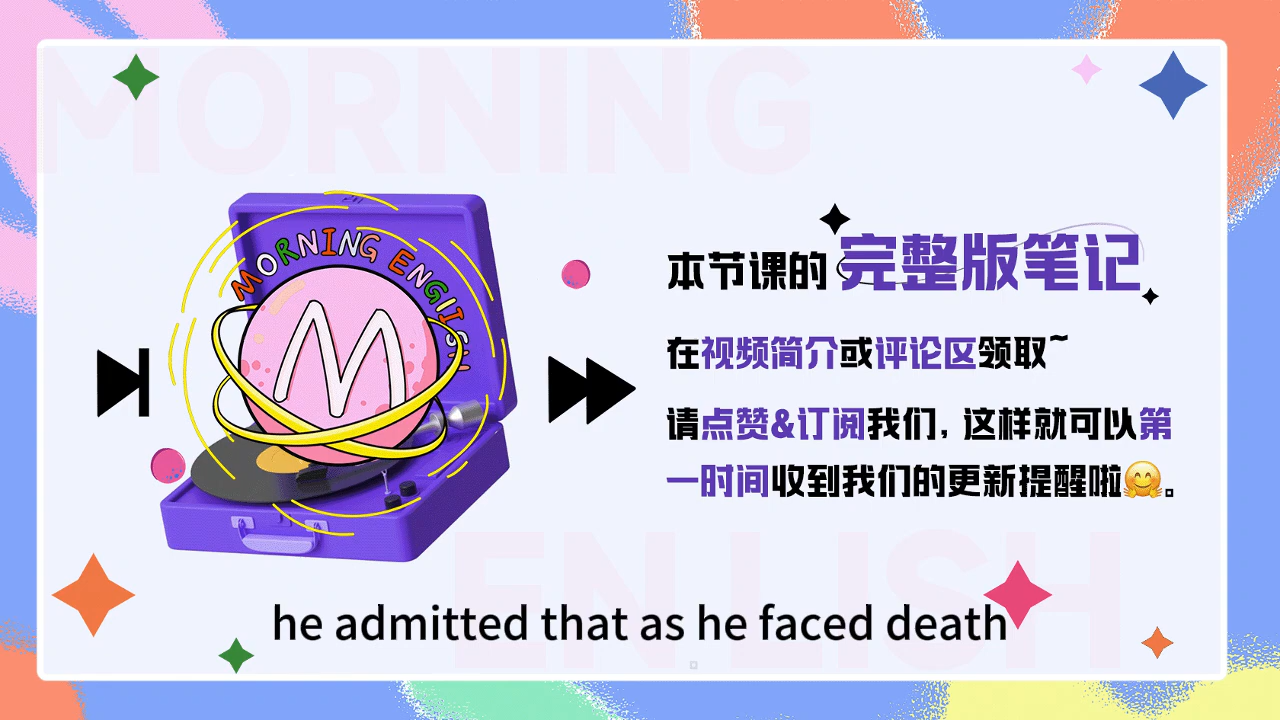 MORNING
MORNING ENGLISH
M
本节课的 完整版笔记
在视频简介或评论区领取~
请点赞&订阅我们，这样就可以第
一时间收到我们的更新提醒啦🤗。
EN LISH
he admitted that as he faced death